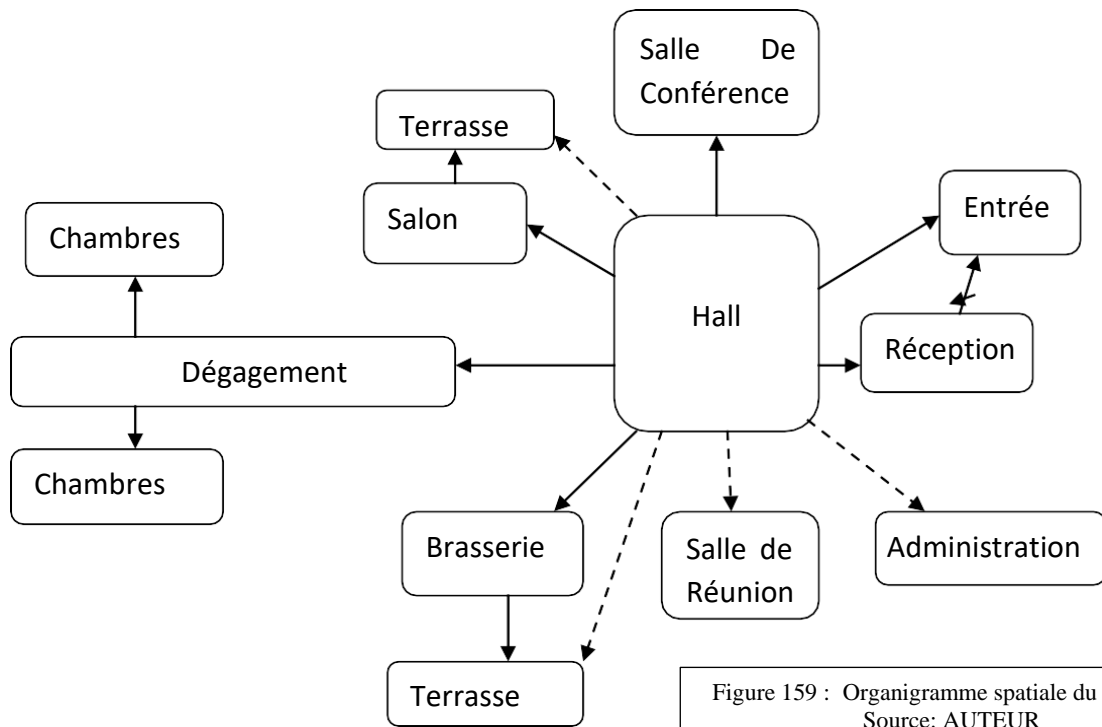 Salle De
Conférence
Terrasse
Salon
Entrée
Chambres
Hall
Réception
Dégagement
Chambres
Brasserie
Salle de
Réunion
Administration
Terrasse
Figure 159 : Organigramme spatiale du
Source: AUTEUR